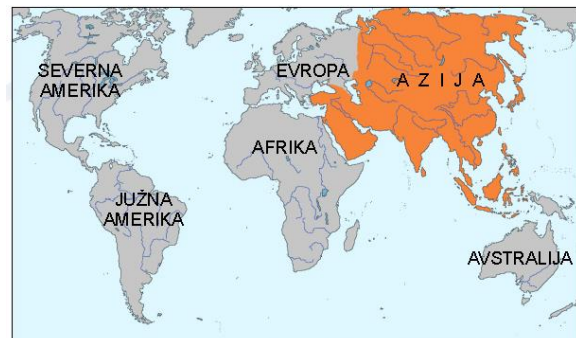 SEVERNA
AMERIKA
EVROPA
A Z I J A
AFRIKA
JUŽNA
AMERIKA
AVSTRALIJA